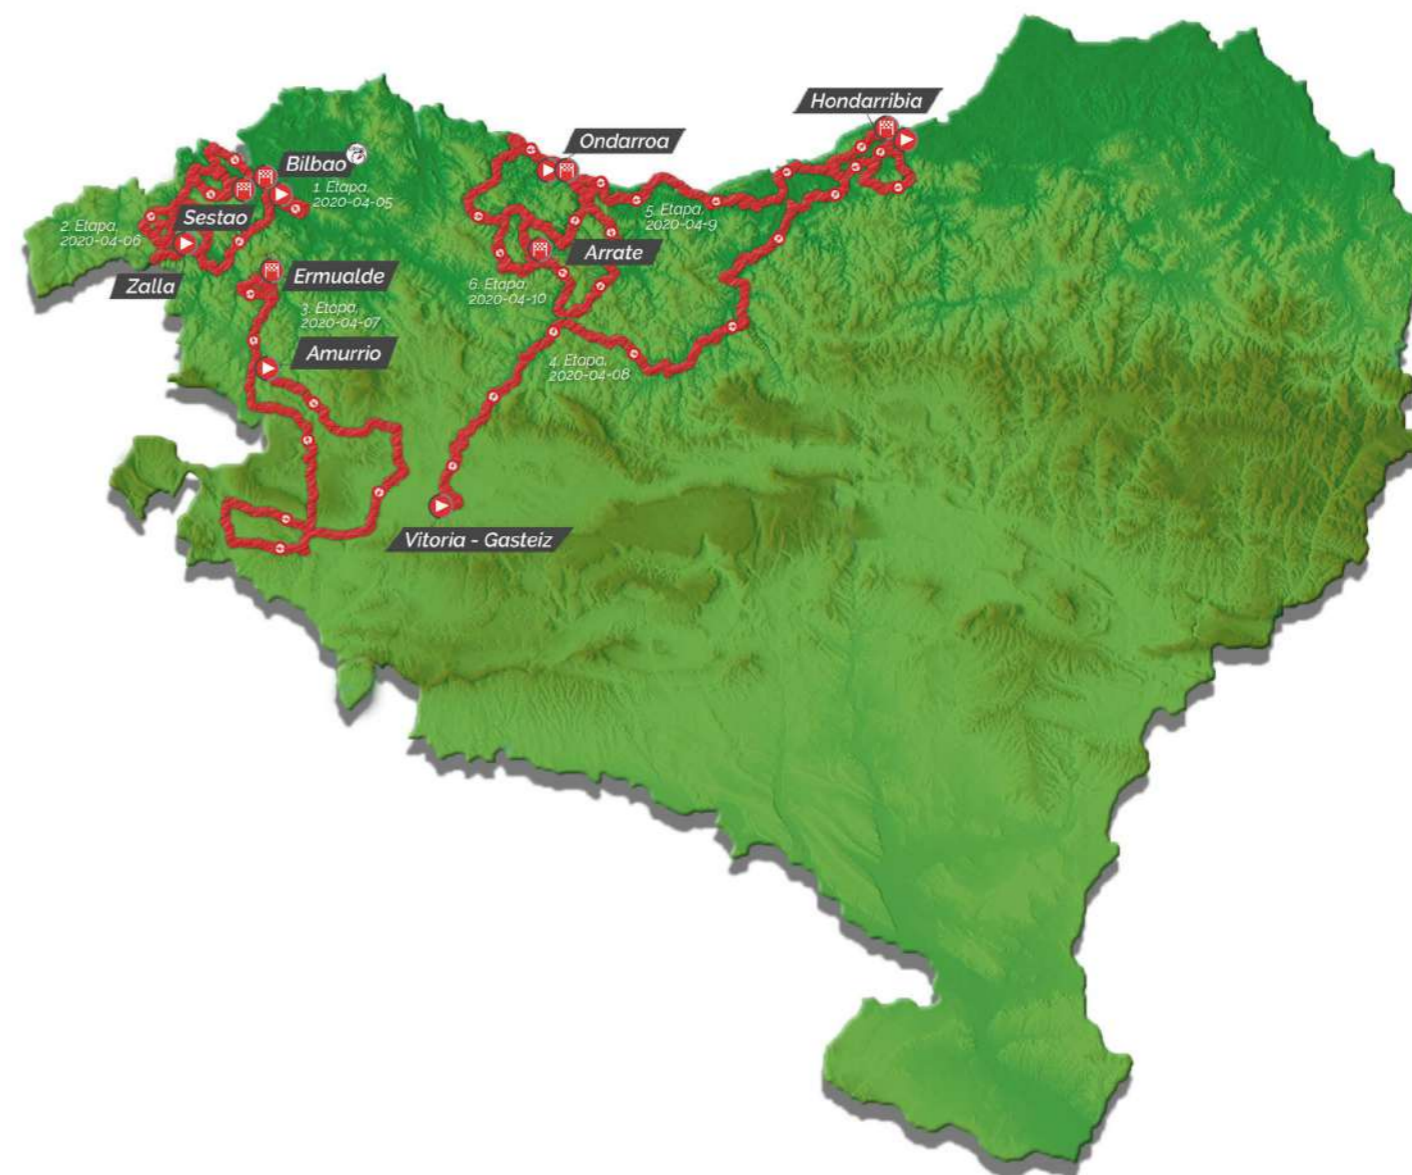 Hondarribia
Ondarroa
Bilbao
1. Etapa,
2020-04-05
Sestao
2. Etapa,
2020-04-06
Zalla
Ermualde
3. Etapa,
2020-04-07
Amurrio
5. Etapa,
2020-04-9
Arrate
6. Etapa,
2020-04-10
4. Etapa,
2020-04-08
Vitoria - Gasteiz